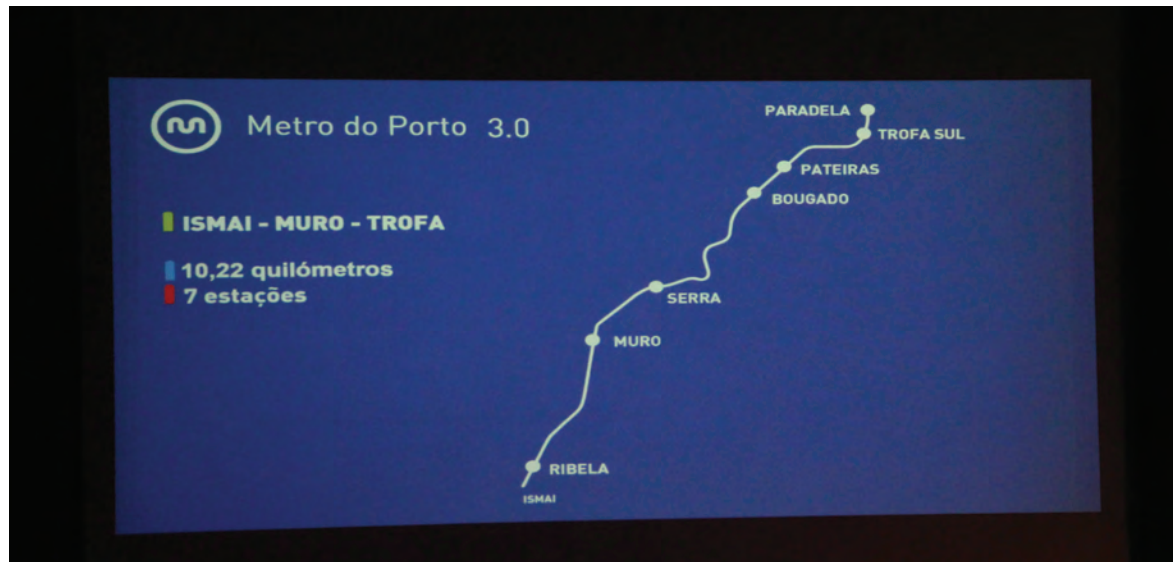 Metro do Porto 3.0
ISMAI - MURO - TROFA
10,22 quilómetros
7 estações
PARADELA
TROFA SUL
PATEIRAS
BOUGADO
SERRA
MURO
RIBELA
ISMAI